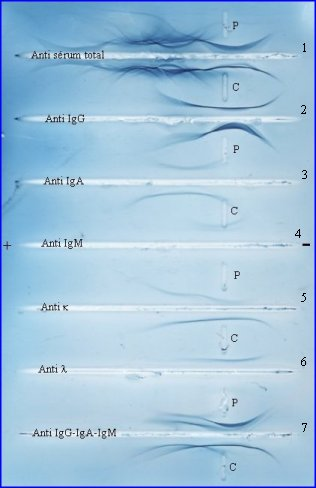 P
1
Anti sérum total
C
2
Anti IgG
P
3
Anti IgA
C
4
+ Anti IgM -
P
5
Anti κ
C
6
Anti λ
P
7
Anti IgG-IgA-IgM
C